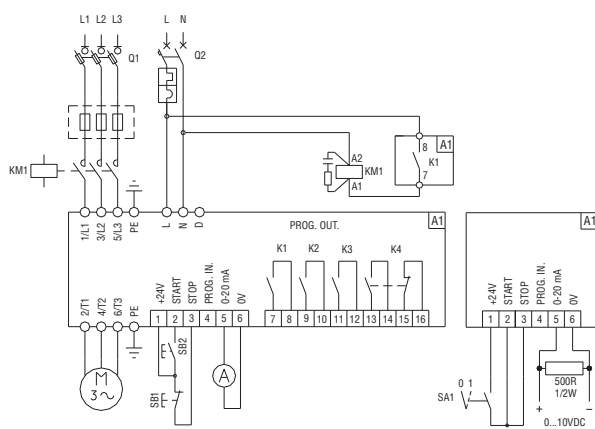 L1 L2 L3 L N
Q1 Q2
8 A1
K1
7
A2
KM1
A1
KM1
1/L1 3/L2 5/L3 PE L N D
PROG. OUT. A1
K1 K2 K3 K4
+24V START STOP PROG. IN. 0-20 mA 0V
2/T1 4/T2 6/T3 PE
1 2 3 4 5 6 7 8 9 10 11 12 13 14 15 16
SB2
M
3~
A
SB1
A1
+24V START STOP PROG. IN. 0-20 mA 0V
1 2 3 4 5 6
500R
1/2W
0 1
SA1
+ –
0...10VDC